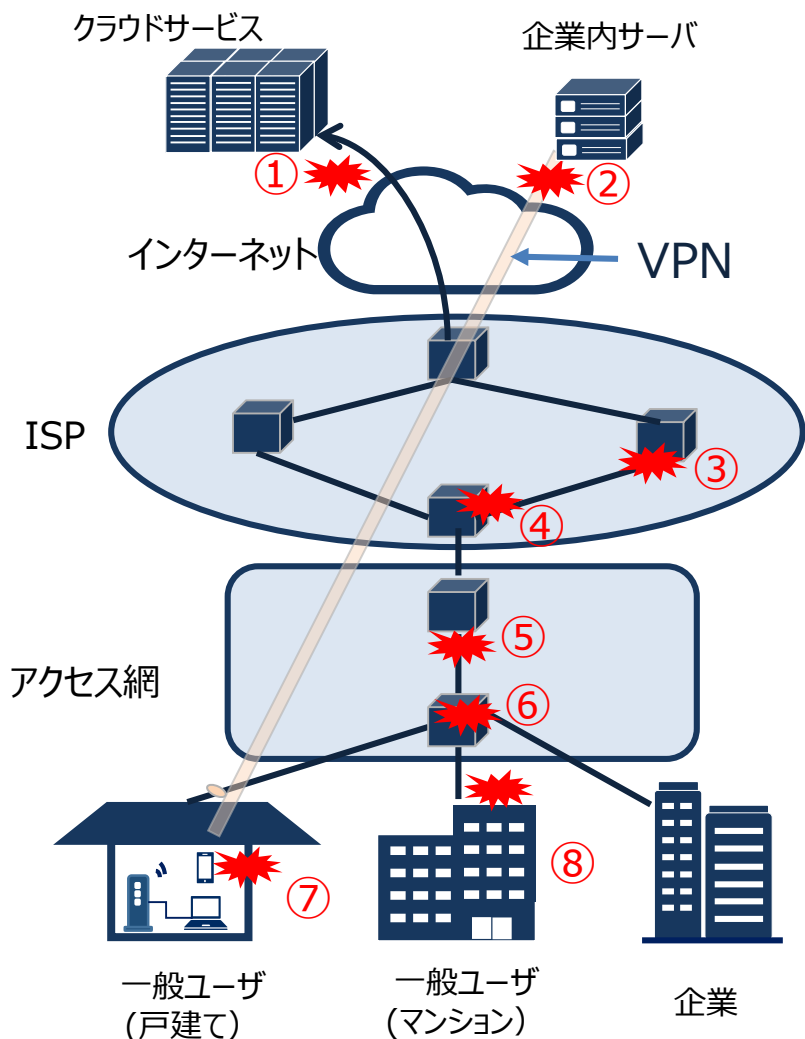 クラウドサービス
企業内サーバ
①
②
インターネット
VPN
ISP
③
④
アクセス網
⑤
⑥
⑦
⑧
一般ユーザ
(戸建て)
一般ユーザ
(マンション)
企業